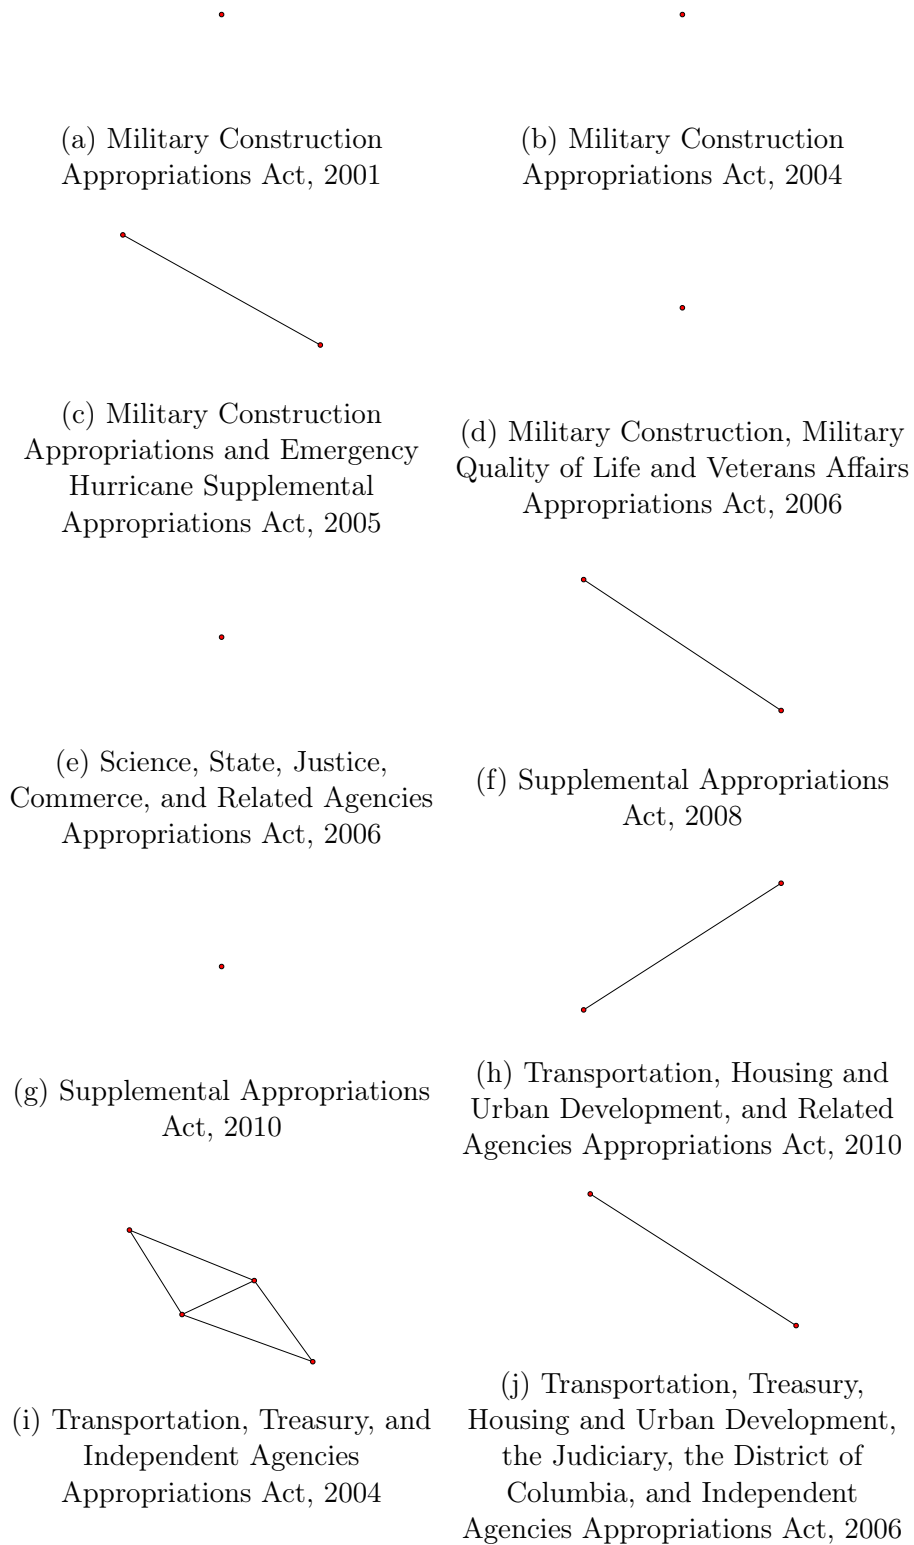 (a) Military Construction
Appropriations Act, 2001
(b) Military Construction
Appropriations Act, 2004
(c) Military Construction
Appropriations and Emergency
Hurricane Supplemental
Appropriations Act, 2005
(d) Military Construction, Military
Quality of Life and Veterans Affairs
Appropriations Act, 2006
(e) Science, State, Justice,
Commerce, and Related Agencies
Appropriations Act, 2006
(f) Supplemental Appropriations
Act, 2008
(g) Supplemental Appropriations
Act, 2010
(h) Transportation, Housing and
Urban Development, and Related
Agencies Appropriations Act, 2010
(i) Transportation, Treasury, and
Independent Agencies
Appropriations Act, 2004
(j) Transportation, Treasury,
Housing and Urban Development,
the Judiciary, the District of
Columbia, and Independent
Agencies Appropriations Act, 2006